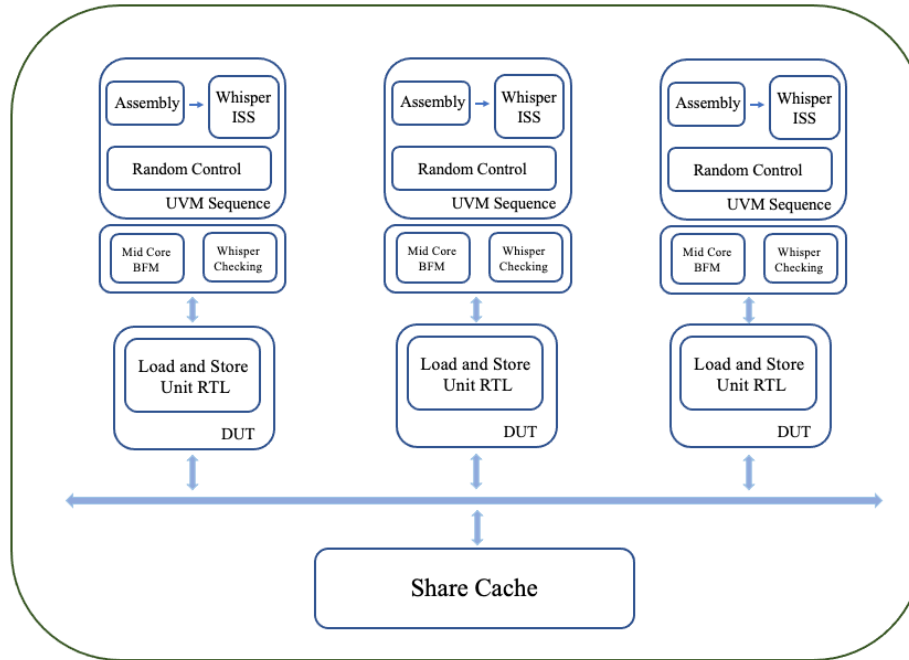 Assembly
Whisper
ISS
Random Control
UVM Sequence
Mid Core
BFM
Whisper
Checking
Load and Store
Unit RTL
DUT
Assembly
Whisper
ISS
Random Control
UVM Sequence
Mid Core
BFM
Whisper
Checking
Load and Store
Unit RTL
DUT
Assembly
Whisper
ISS
Random Control
UVM Sequence
Mid Core
BFM
Whisper
Checking
Load and Store
Unit RTL
DUT
Share Cache